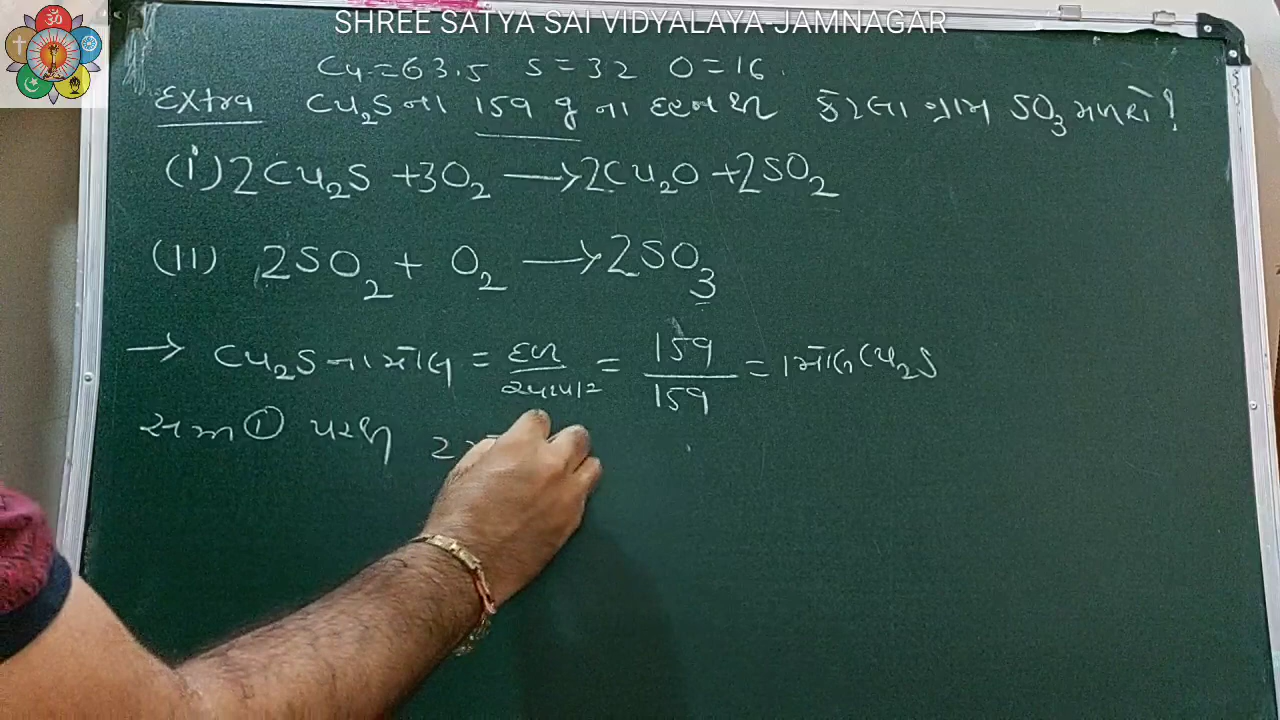 SHREE SATYA SAI VIDYALAYA JAMNAGAR
Cu=63.5 S=32 O=16
Extra Cu₂S ના 159 g ના દહનથી કેટલા ગ્રામ SO₃ મળશે?
(i) 2Cu₂S + 3O₂ → 2Cu₂O + 2SO₂
(II) 2SO₂ + O₂ → 2SO₃
→ Cu₂S ના મોલ = દળ/અણુભાર = 159/159 = 1 મોલ Cu₂S
સમી ① પરથી 2